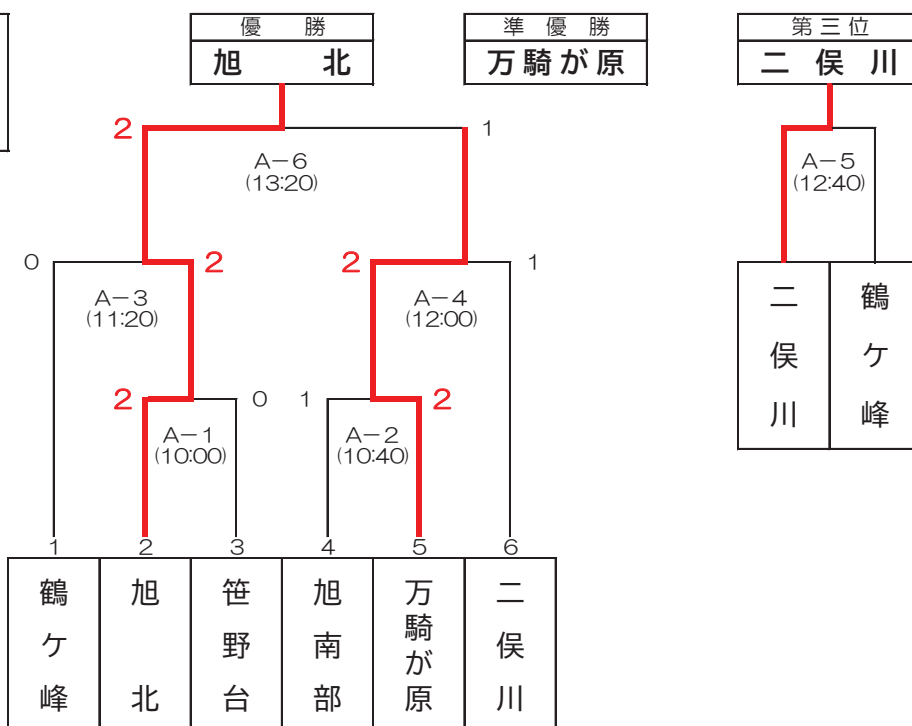 優 勝
旭 北
準 優 勝
万騎が原
第三位
二 俣 川
2
1
A－6
(13:20)
A－5
(12:40)
0
2
2
1
A－3
(11:20)
A－4
(12:00)
二俣川
鶴ケ峰
2
0
1
2
A－1
(10:00)
A－2
(10:40)
1
2
3
4
5
6
鶴ケ峰
旭北
笹野台
旭南部
万騎が原
二俣川